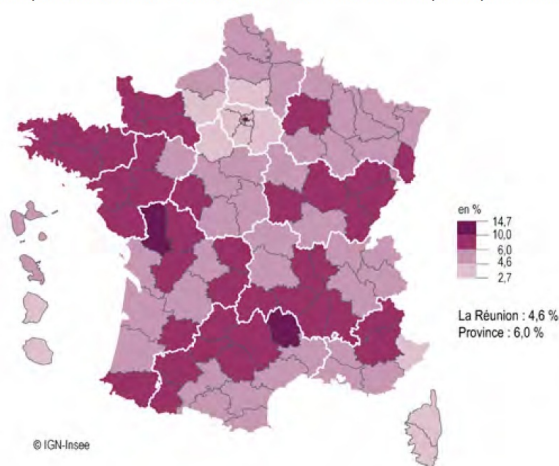 en %
14,7
10,0
6,0
4,6
2,7
La Réunion : 4,6 %
Province : 6,0 %
© IGN-Insee